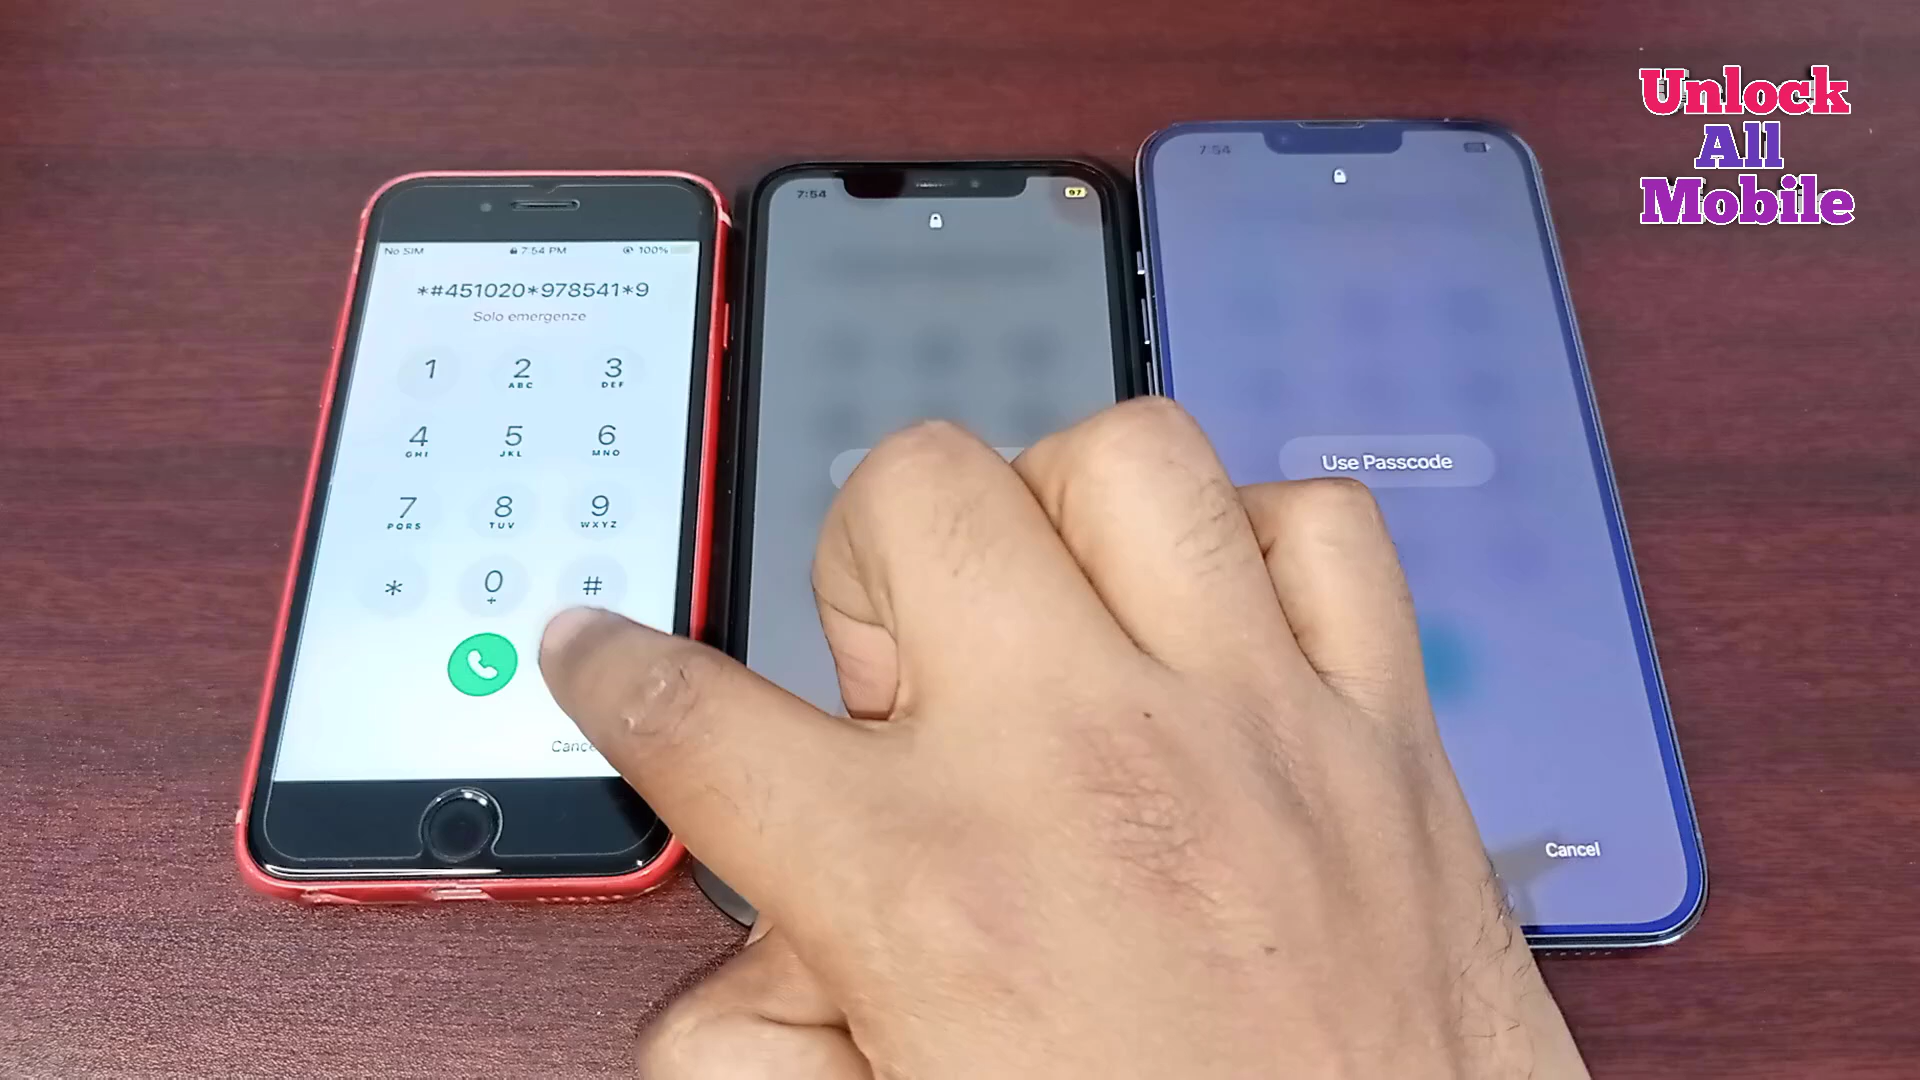 Unlock
All
Mobile
No SIM 7:54 PM 100%
*#451020*978541*9
Solo emergenze
1 2 ABC 3 DEF
4 GHI 5 JKL 6 MNO
7 PQRS 8 TUV 9 WXYZ
* 0 + #
Cance
7:54 97
7:54
Use Passcode
Cancel